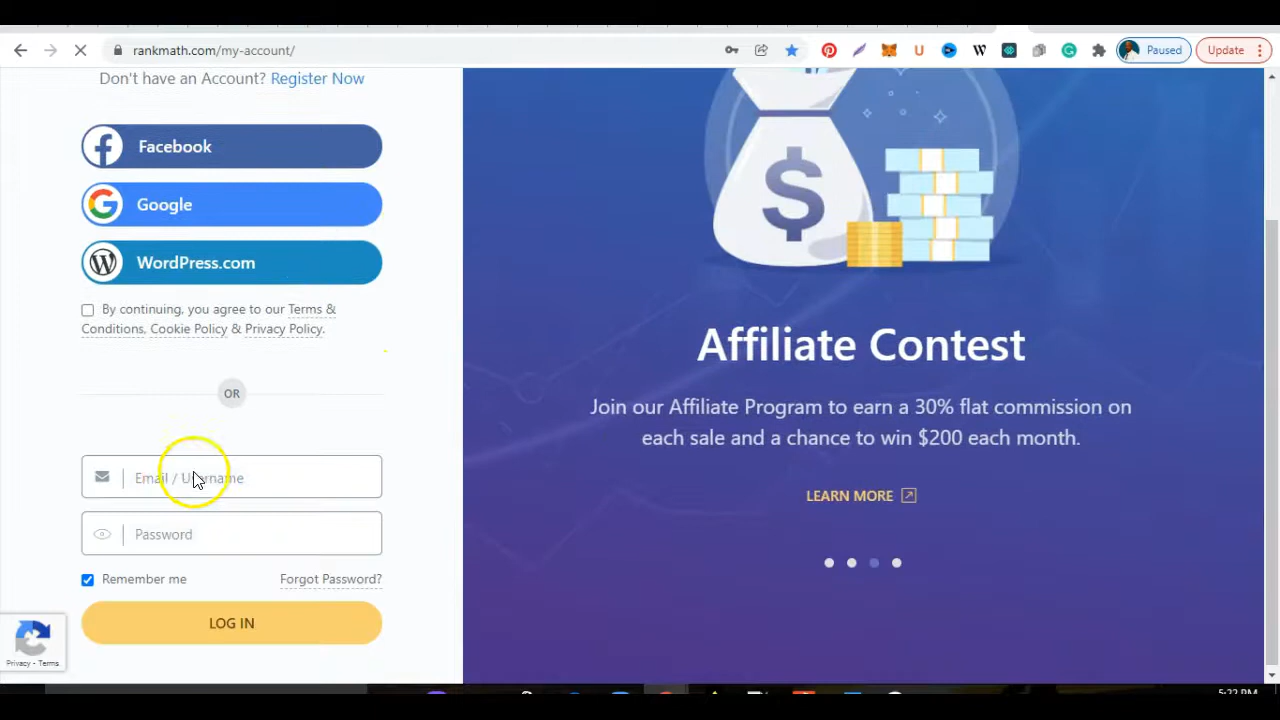 rankmath.com/my-account/
Paused
Update
Don't have an Account? Register Now
Facebook
Google
WordPress.com
By continuing, you agree to our Terms &
Conditions, Cookie Policy & Privacy Policy.
OR
Email / Username
Password
Remember me
Forgot Password?
LOG IN
Privacy - Terms
$
Affiliate Contest
Join our Affiliate Program to earn a 30% flat commission on
each sale and a chance to win $200 each month.
LEARN MORE
5:22 PM